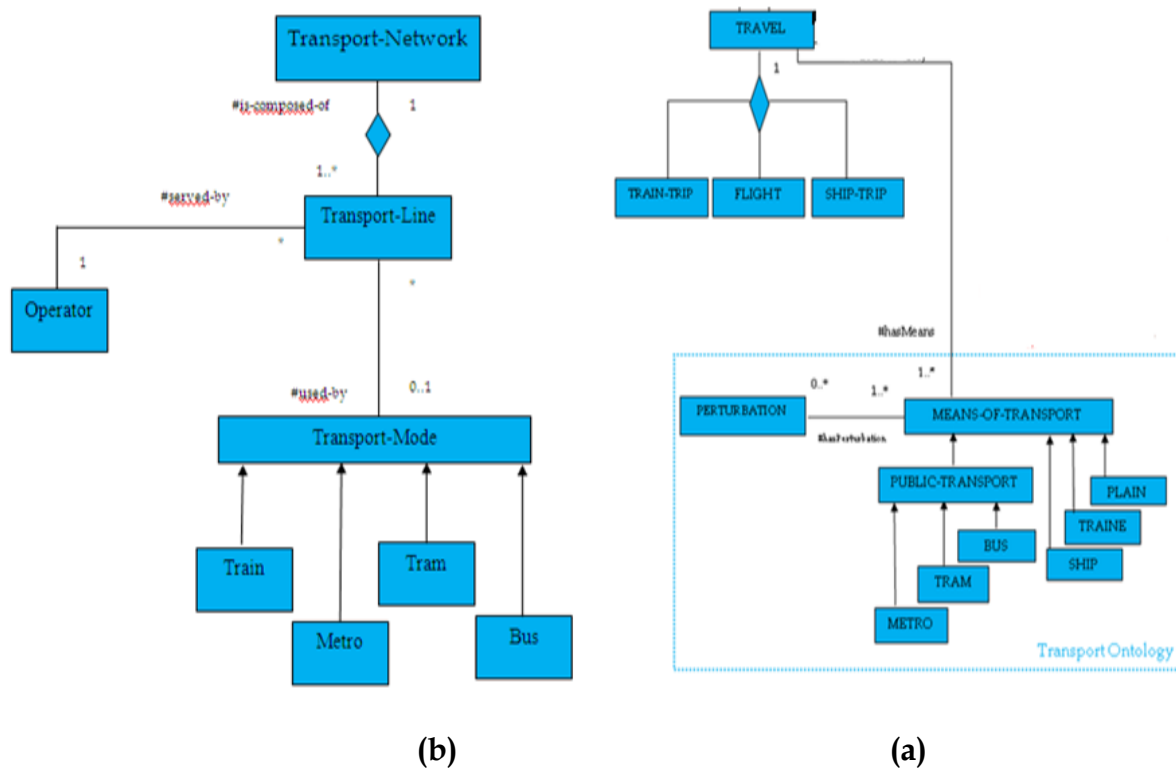 Transport-Network
#is-composed-of
1
1..*
#served-by
Transport-Line
*
1
Operator
*
#used-by
0..1
Transport-Mode
Train
Tram
Metro
Bus
(b)
TRAVEL
1
TRAIN-TRIP
FLIGHT
SHIP-TRIP
#hasMeans
1..*
0..*
1..*
PERTURBATION
MEANS-OF-TRANSPORT
#hasPerturbation
PUBLIC-TRANSPORT
PLAIN
TRAINE
BUS
SHIP
TRAM
METRO
Transport Ontology
(a)